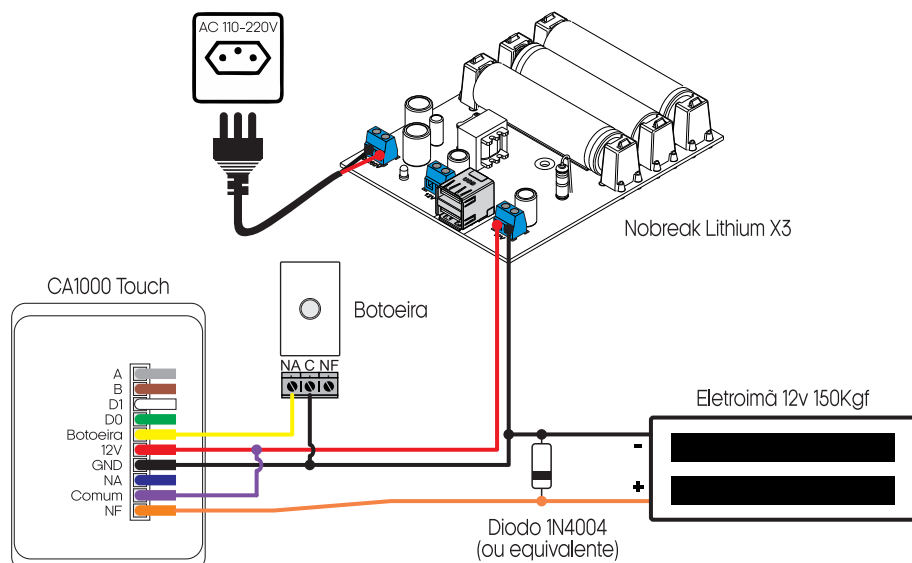 AC 110-220V
Nobreak Lithium X3
CA1000 Touch
Botoeira
NA C NF
A
B
D1
D0
Botoeira
12V
GND
NA
Comum
NF
Eletroimã 12v 150Kgf
-
+
Diodo 1N4004
(ou equivalente)